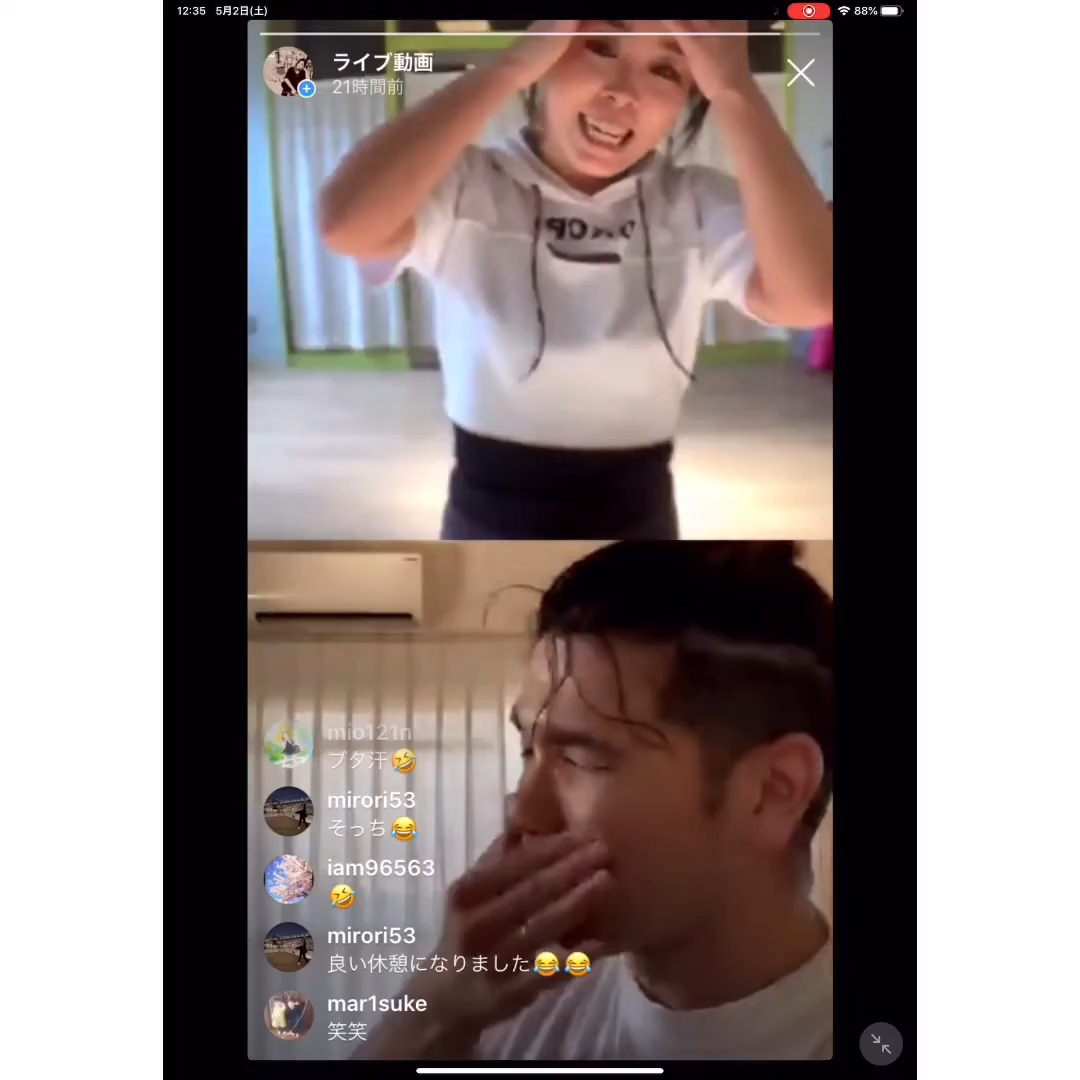 12:35 5月2日(土)
88%
ライブ動画
21時間前
mio121n
ブタ汗🤣
mirori53
そっち😂
iam96563
🤣
mirori53
良い休憩になりました😂😂
mar1suke
笑笑